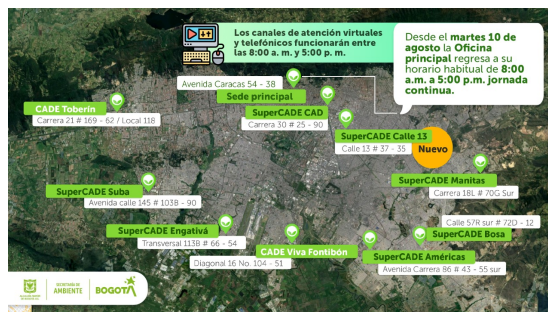 Los canales de atención virtuales
y telefónicos funcionarán entre
las 8:00 a. m. y 5:00 p. m.
Desde el martes 10 de
agosto la Oficina
principal regresa a su
horario habitual de 8:00
a.m. a 5:00 p.m. jornada
continua.
Avenida Caracas 54 - 38
Sede principal
CADE Toberín
Carrera 21 # 169 - 62 / Local 118
SuperCADE CAD
Carrera 30 # 25 - 90
SuperCADE Calle 13
Calle 13 # 37 - 35
Nuevo
SuperCADE Manitas
Carrera 18L # 70G Sur
SuperCADE Suba
Avenida calle 145 # 103B - 90
Calle 57R sur # 72D - 12
SuperCADE Bosa
SuperCADE Engativá
Transversal 113B # 66 - 54
CADE Viva Fontibón
Diagonal 16 No. 104 - 51
SuperCADE Américas
Avenida Carrera 86 # 43 - 55 sur
SECRETARÍA DE
AMBIENTE
BOGOTÁ